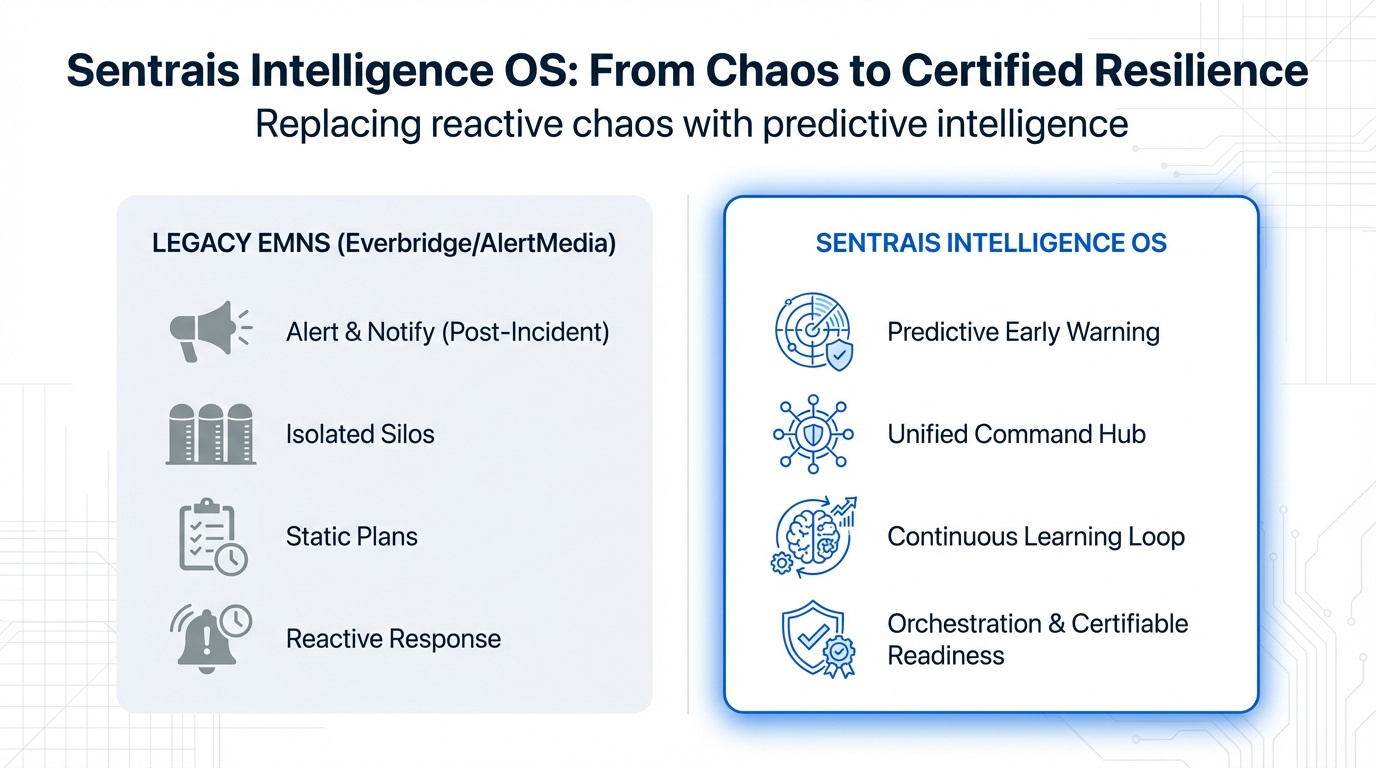 Sentrais Intelligence OS: From Chaos to Certified Resilience
Replacing reactive chaos with predictive intelligence
LEGACY EMNS (Everbridge/AlertMedia)
Alert & Notify (Post-Incident)
Isolated Silos
Static Plans
Reactive Response
SENTRAIS INTELLIGENCE OS
Predictive Early Warning
Unified Command Hub
Continuous Learning Loop
Orchestration & Certifiable
Readiness